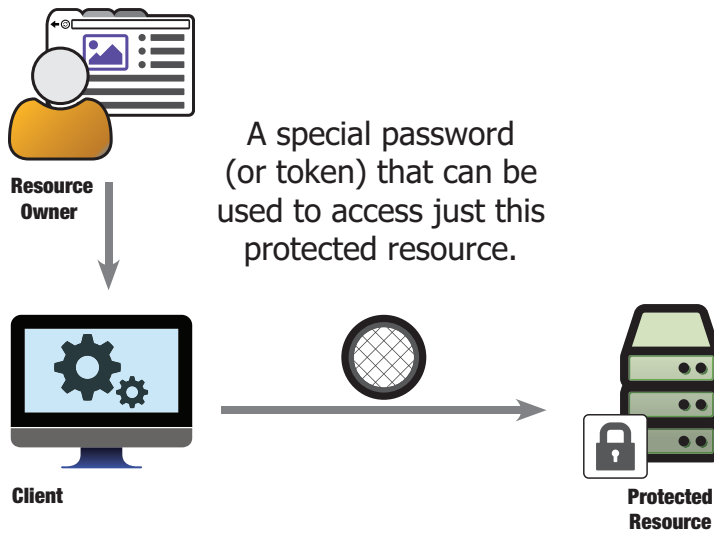 A special password
(or token) that can be
used to access just this
protected resource.
Resource
Owner
Client
Protected
Resource